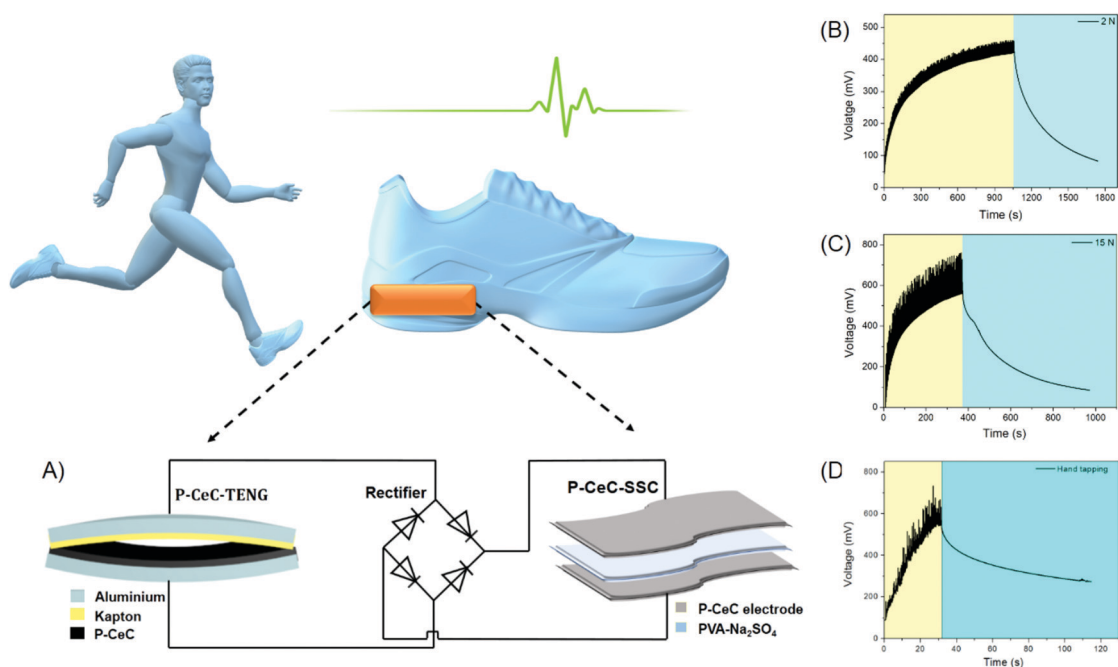 A)
P-CeC-TENG
Rectifier
P-CeC-SSC
Aluminium
Kapton
P-CeC
P-CeC electrode
PVA-Na₂SO₄
(B)
2 N
Volatge (mV)
500
400
300
200
100
0
0 300 600 900 1200 1500 1800
Time (s)
(C)
15 N
Voltage (mV)
800
600
400
200
0
0 200 400 600 800 1000
Time (s)
(D)
Hand tapping
Voltage (mV)
800
600
400
200
0
0 20 40 60 80 100 120
Time (s)